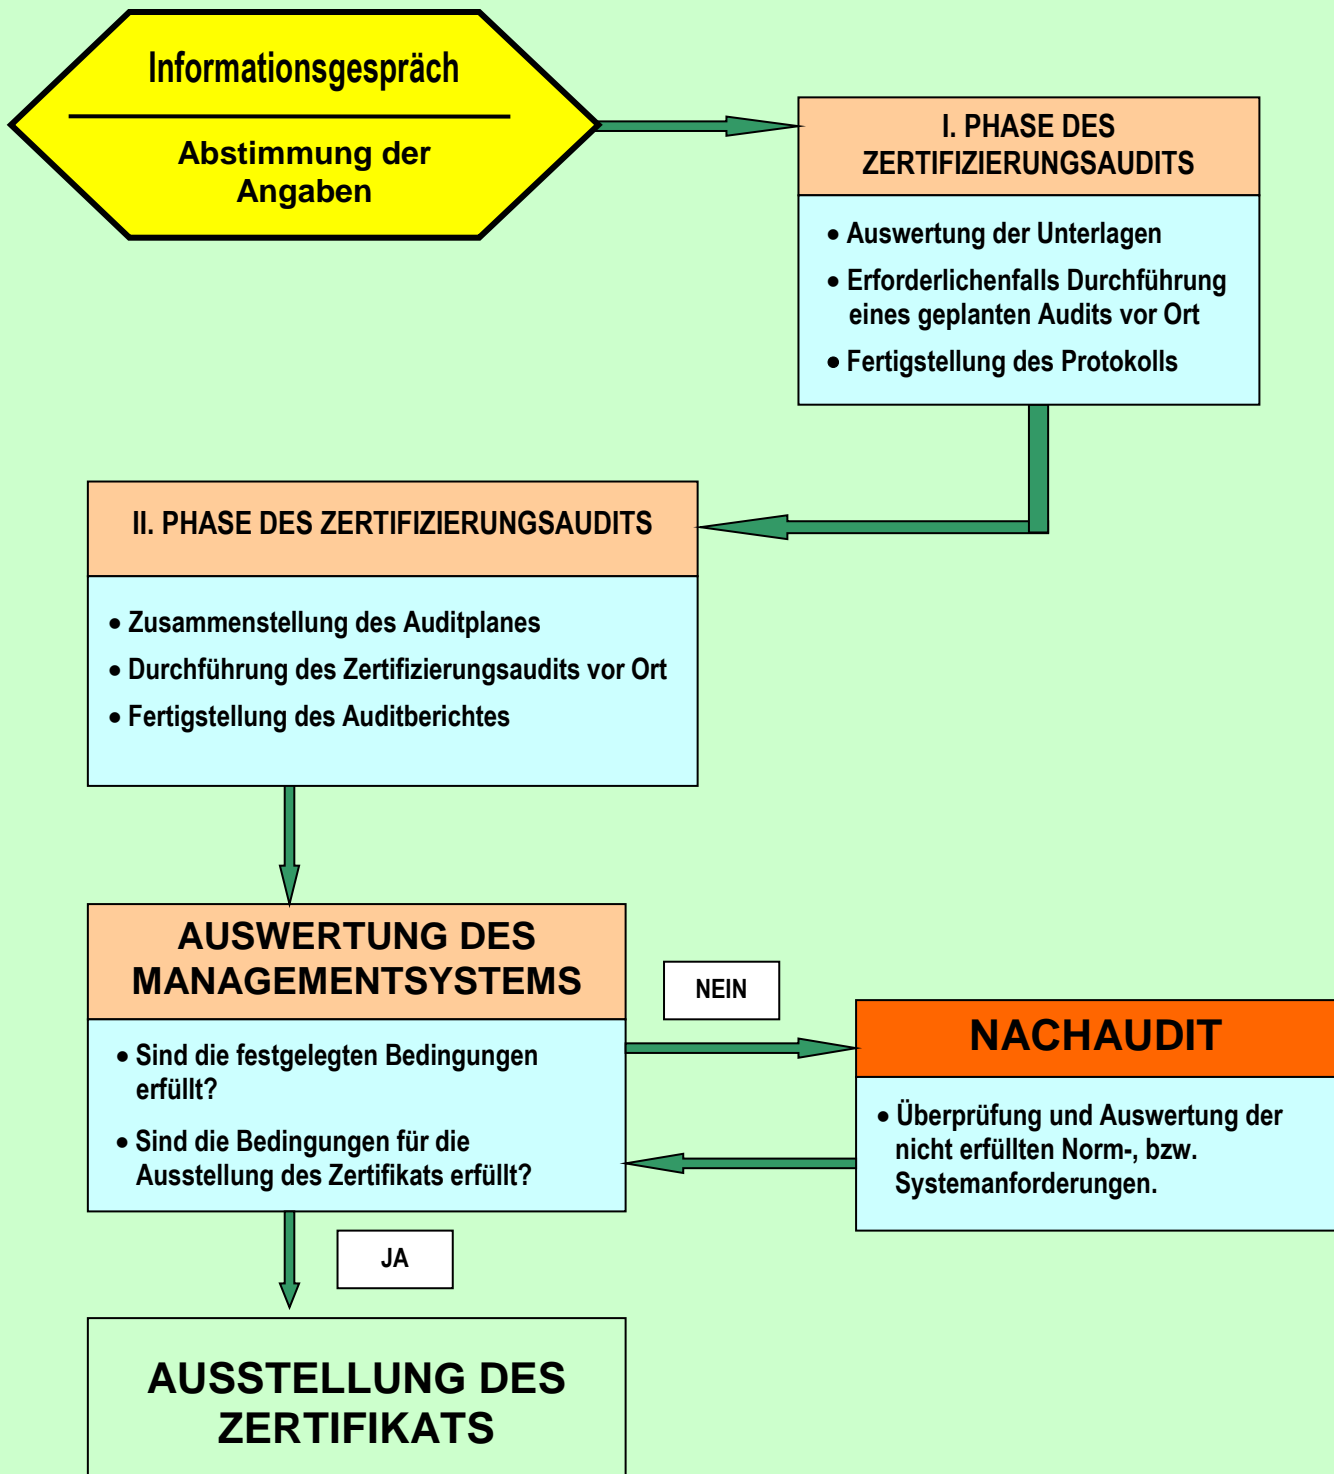 Informationsgespräch
Abstimmung der
Angaben
I. PHASE DES
ZERTIFIZIERUNGSAUDITS
• Auswertung der Unterlagen
• Erforderlichenfalls Durchführung
eines geplanten Audits vor Ort
• Fertigstellung des Protokolls
II. PHASE DES ZERTIFIZIERUNGSAUDITS
• Zusammenstellung des Auditplanes
• Durchführung des Zertifizierungsaudits vor Ort
• Fertigstellung des Auditberichtes
AUSWERTUNG DES
MANAGEMENTSYSTEMS
• Sind die festgelegten Bedingungen
erfüllt?
• Sind die Bedingungen für die
Ausstellung des Zertifikats erfüllt?
NEIN
NACHAUDIT
• Überprüfung und Auswertung der
nicht erfüllten Norm-, bzw.
Systemanforderungen.
JA
AUSSTELLUNG DES
ZERTIFIKATS